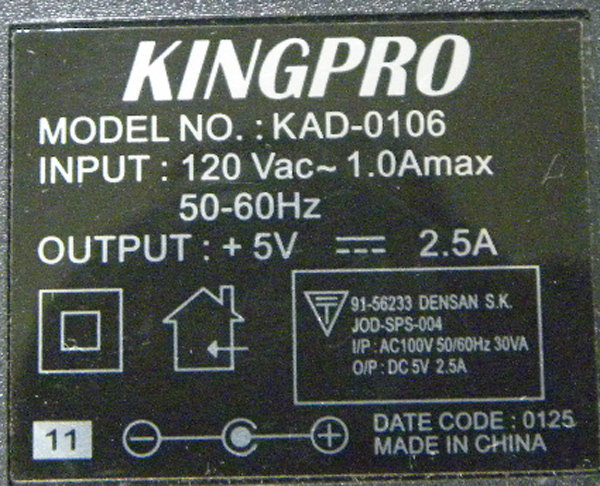 KINGPRO
MODEL NO. : KAD-0106
INPUT : 120 Vac~ 1.0Amax
50-60Hz
OUTPUT : + 5V ⎓ 2.5A
T
91-56233 DENSAN S.K.
JOD-SPS-004
I/P : AC100V 50/60Hz 30VA
O/P : DC 5V 2.5A
11
DATE CODE : 0125
MADE IN CHINA